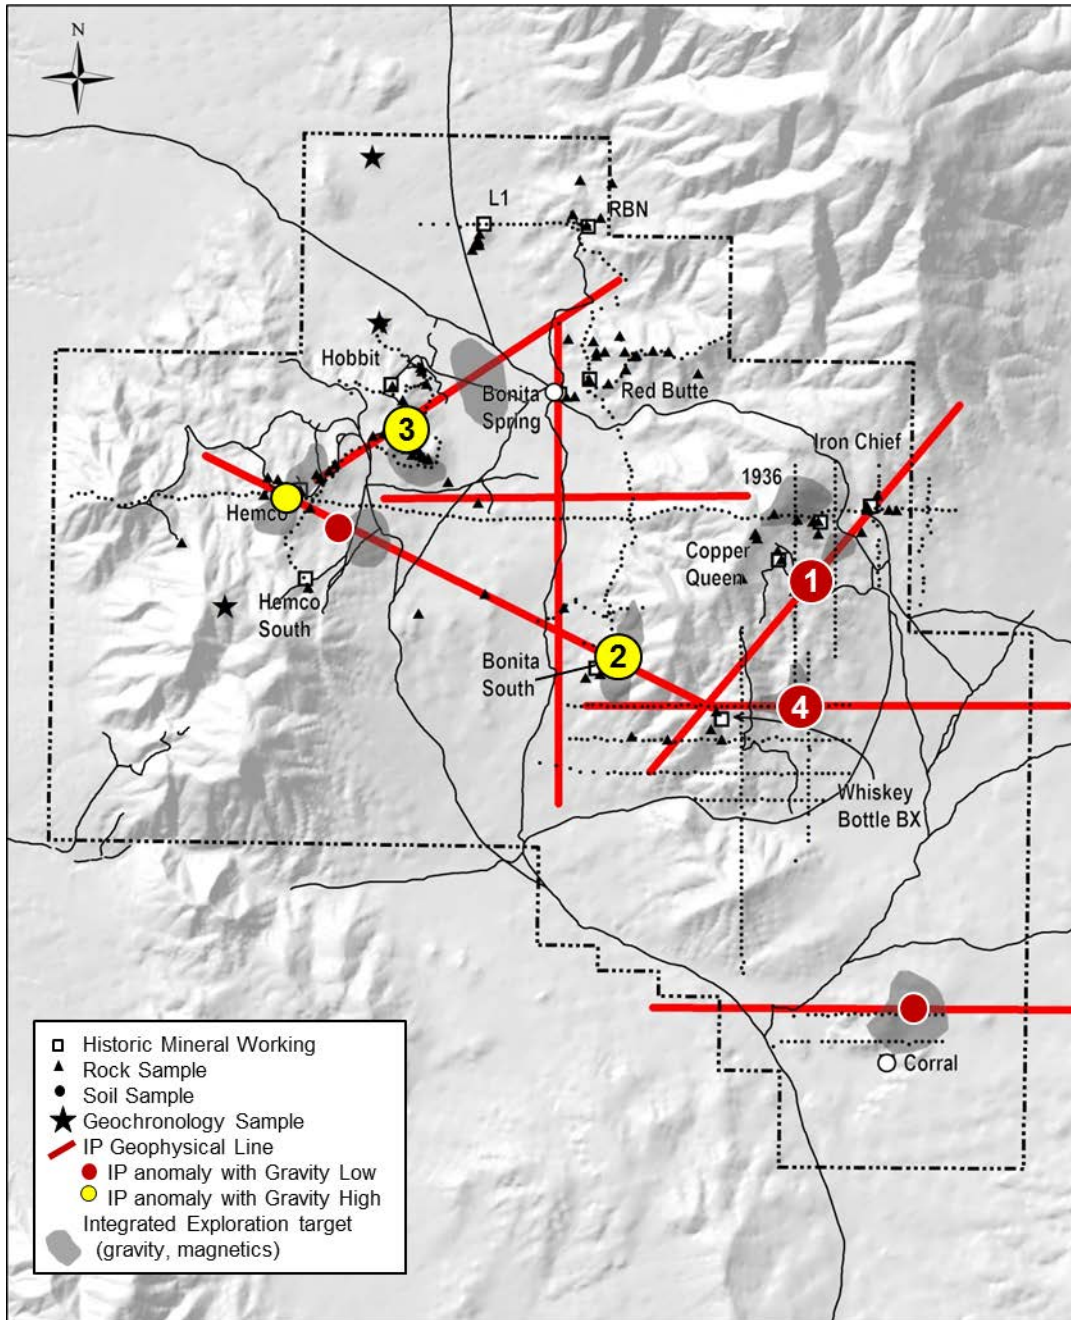 N
L1
RBN
Hobbit
Bonita
Spring
Red Butte
3
Iron Chief
1936
Hemco
Copper
Queen
1
Hemco
South
2
Bonita
South
4
Whiskey
Bottle BX
Corral
Historic Mineral Working
Rock Sample
Soil Sample
Geochronology Sample
IP Geophysical Line
IP anomaly with Gravity Low
IP anomaly with Gravity High
Integrated Exploration target
(gravity, magnetics)